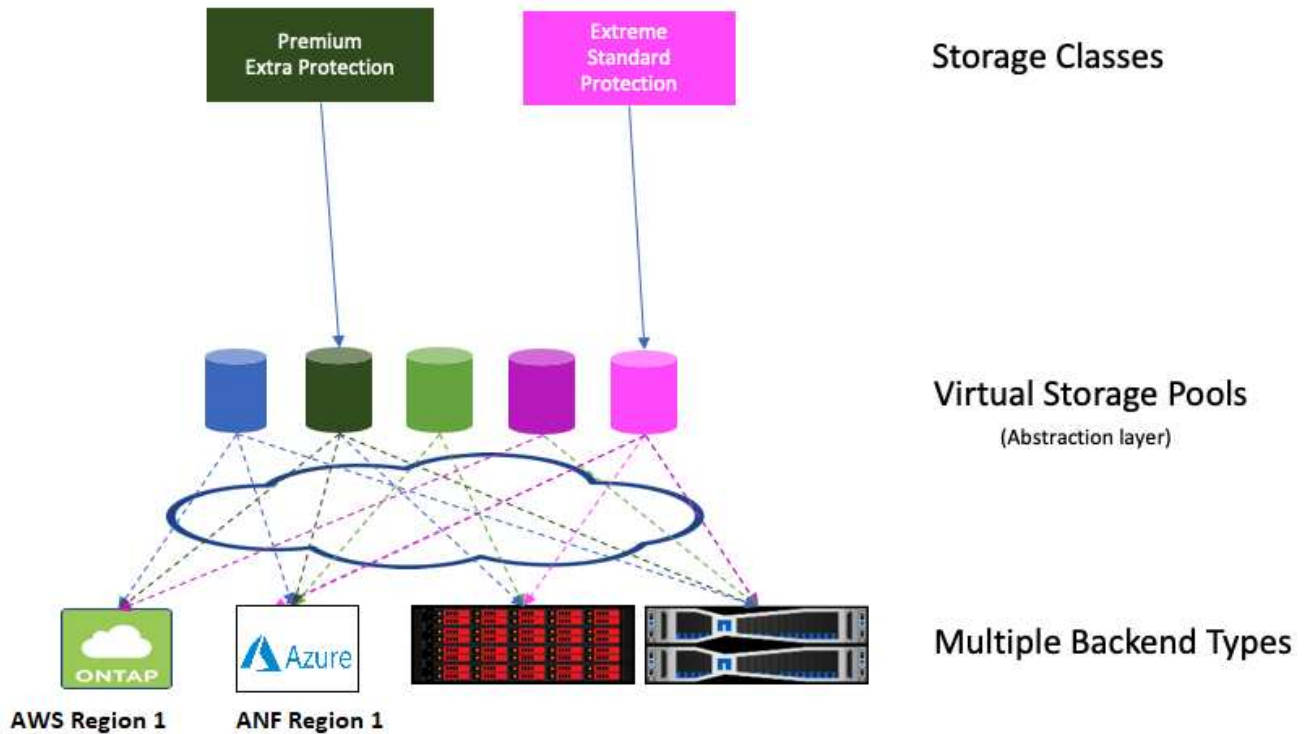 Premium
Extra Protection
Extreme
Standard
Protection
Storage Classes
Virtual Storage Pools
(Abstraction layer)
ONTAP
Azure
Multiple Backend Types
AWS Region 1
ANF Region 1